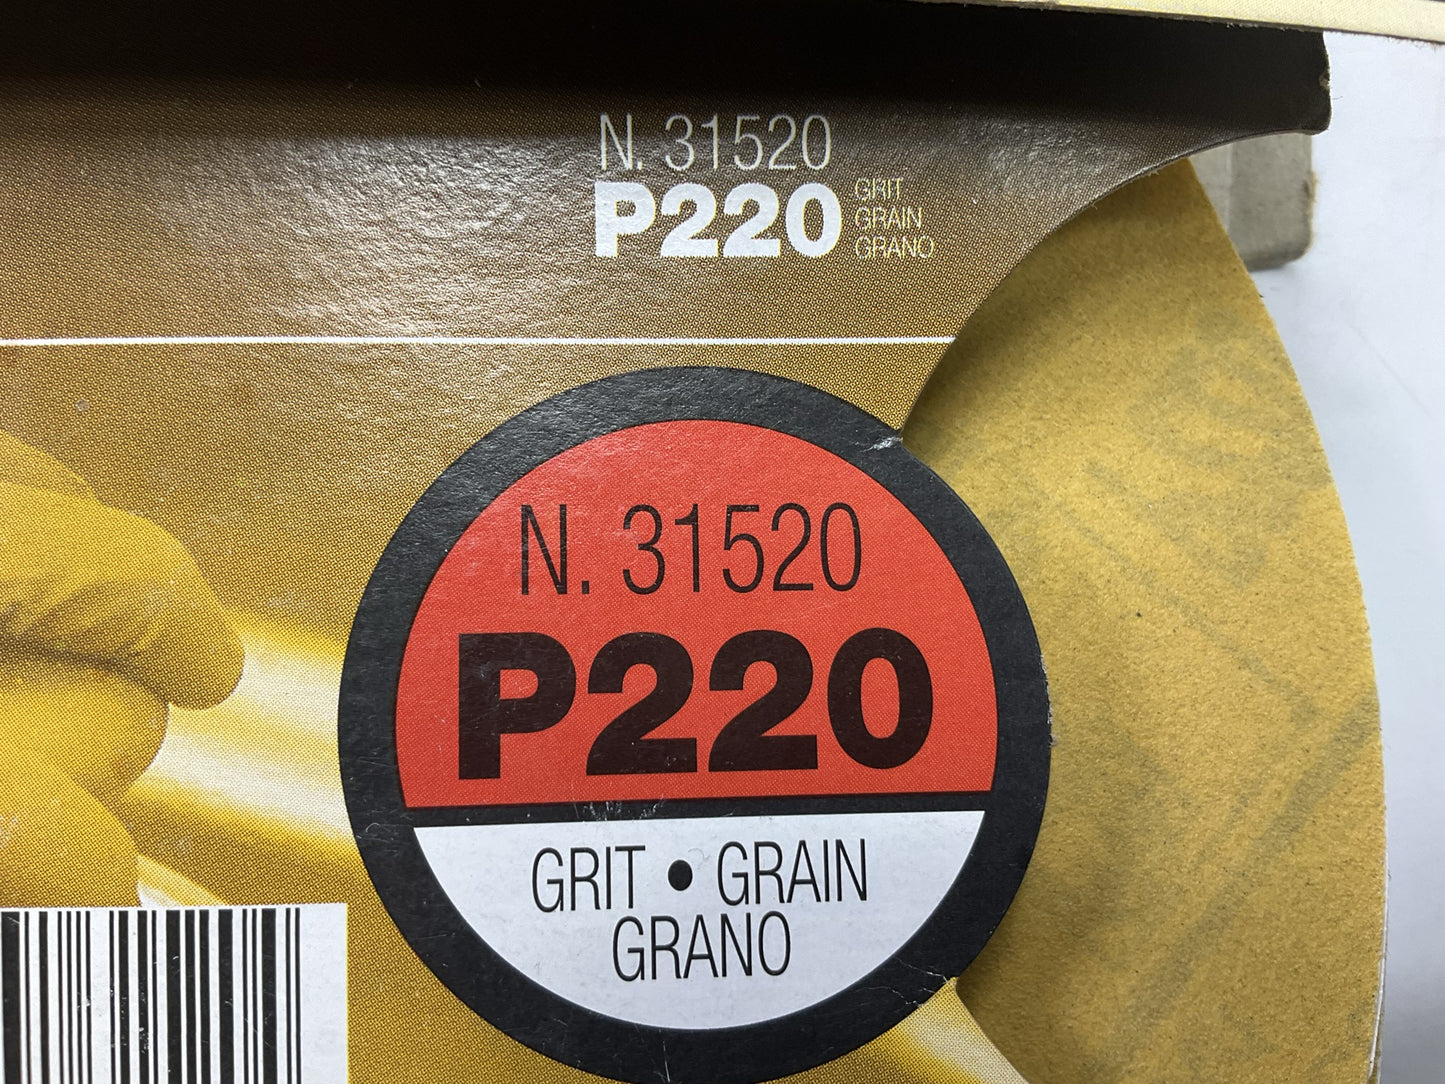 N. 31520
P220
GRIT
GRAIN
GRANO
N. 31520
P220
GRIT • GRAIN
GRANO